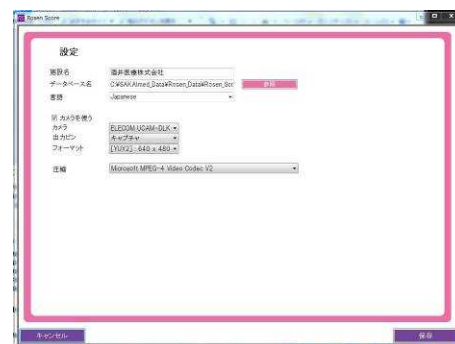 Rosen Score
設定
施設名 酒井医療株式会社
データベース名 C:¥SAKAImed_Data¥Rosen_Data¥Rosen_Scr 参照
言語 Japanese
カメラを使う
カメラ ELECOM UCAM-DLK
出力ピン キャプチャ
フォーマット [YUY2] : 640 x 480
圧縮 Microsoft MPEG-4 Video Codec V2
キャンセル 保存